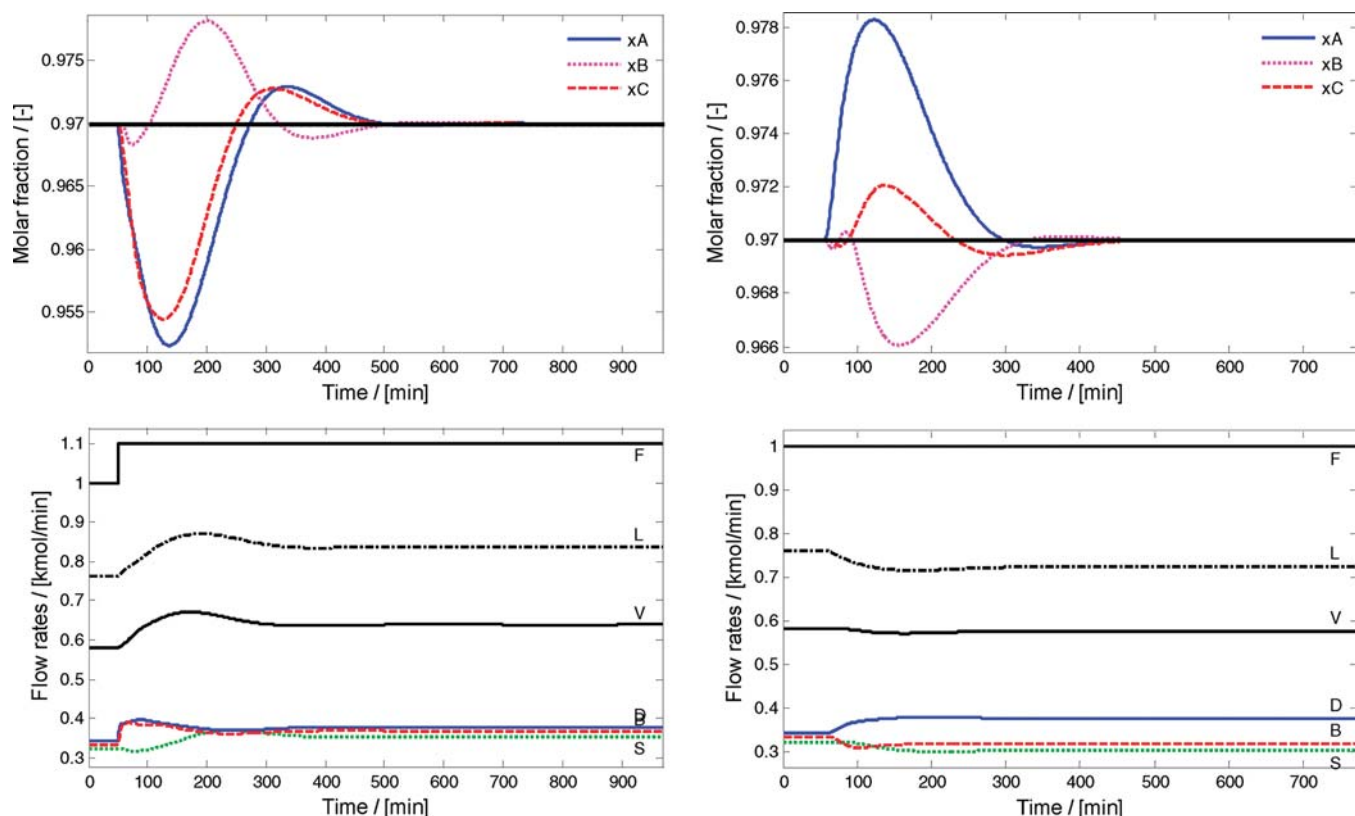 xA
xB
xC
0.975
0.97
0.965
0.96
0.955
Molar fraction / [-]
0 100 200 300 400 500 600 700 800 900
Time / [min]
xA
xB
xC
0.978
0.976
0.974
0.972
0.97
0.968
0.966
Molar fraction / [-]
0 100 200 300 400 500 600 700
Time / [min]
1.1
1
0.9
0.8
0.7
0.6
0.5
0.4
0.3
Flow rates / [kmol/min]
F
L
V
D
B
S
0 100 200 300 400 500 600 700 800 900
Time / [min]
1
0.9
0.8
0.7
0.6
0.5
0.4
0.3
Flow rates / [kmol/min]
F
L
V
D
B
S
0 100 200 300 400 500 600 700
Time / [min]